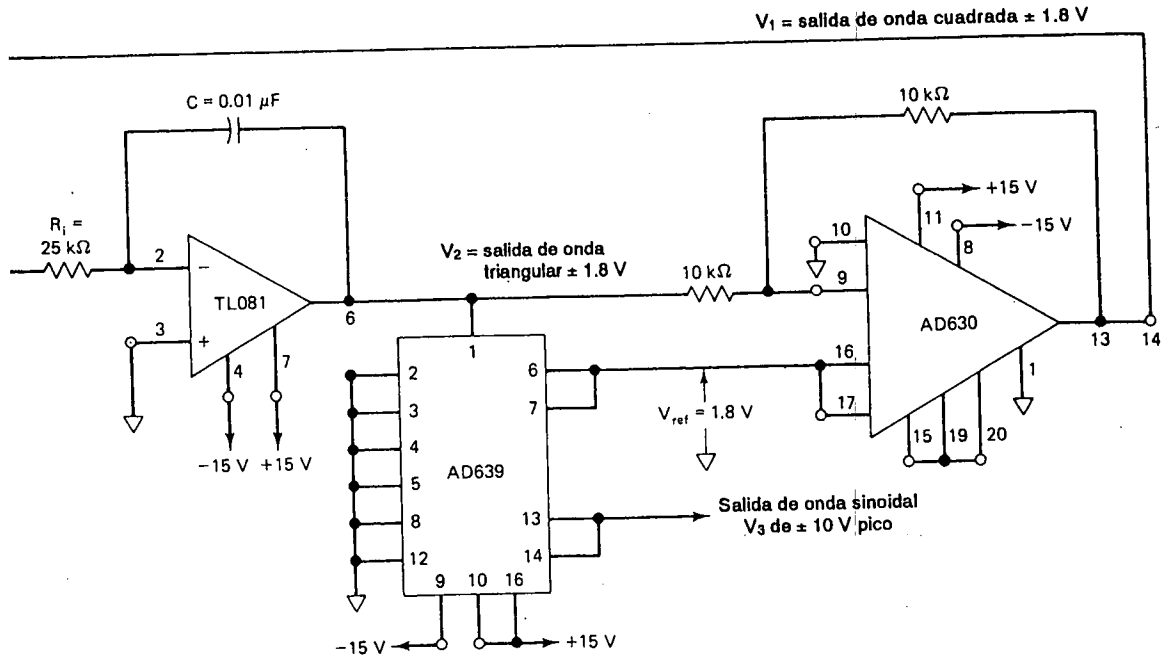 V₁ = salida de onda cuadrada ± 1.8 V
C = 0.01 μF
10 kΩ
+15 V
11
−15 V
8
10
Rᵢ =
25 kΩ
2
−
TL081
3
+
4
7
−15 V
+15 V
6
V₂ = salida de onda
triangular ± 1.8 V
10 kΩ
9
AD630
13
14
16
17
1
15
19
20
1
2
3
4
5
8
12
AD639
6
7
13
14
9
10
16
V_ref = 1.8 V
Salida de onda sinoidal
V₃ de ± 10 V pico
−15 V
+15 V